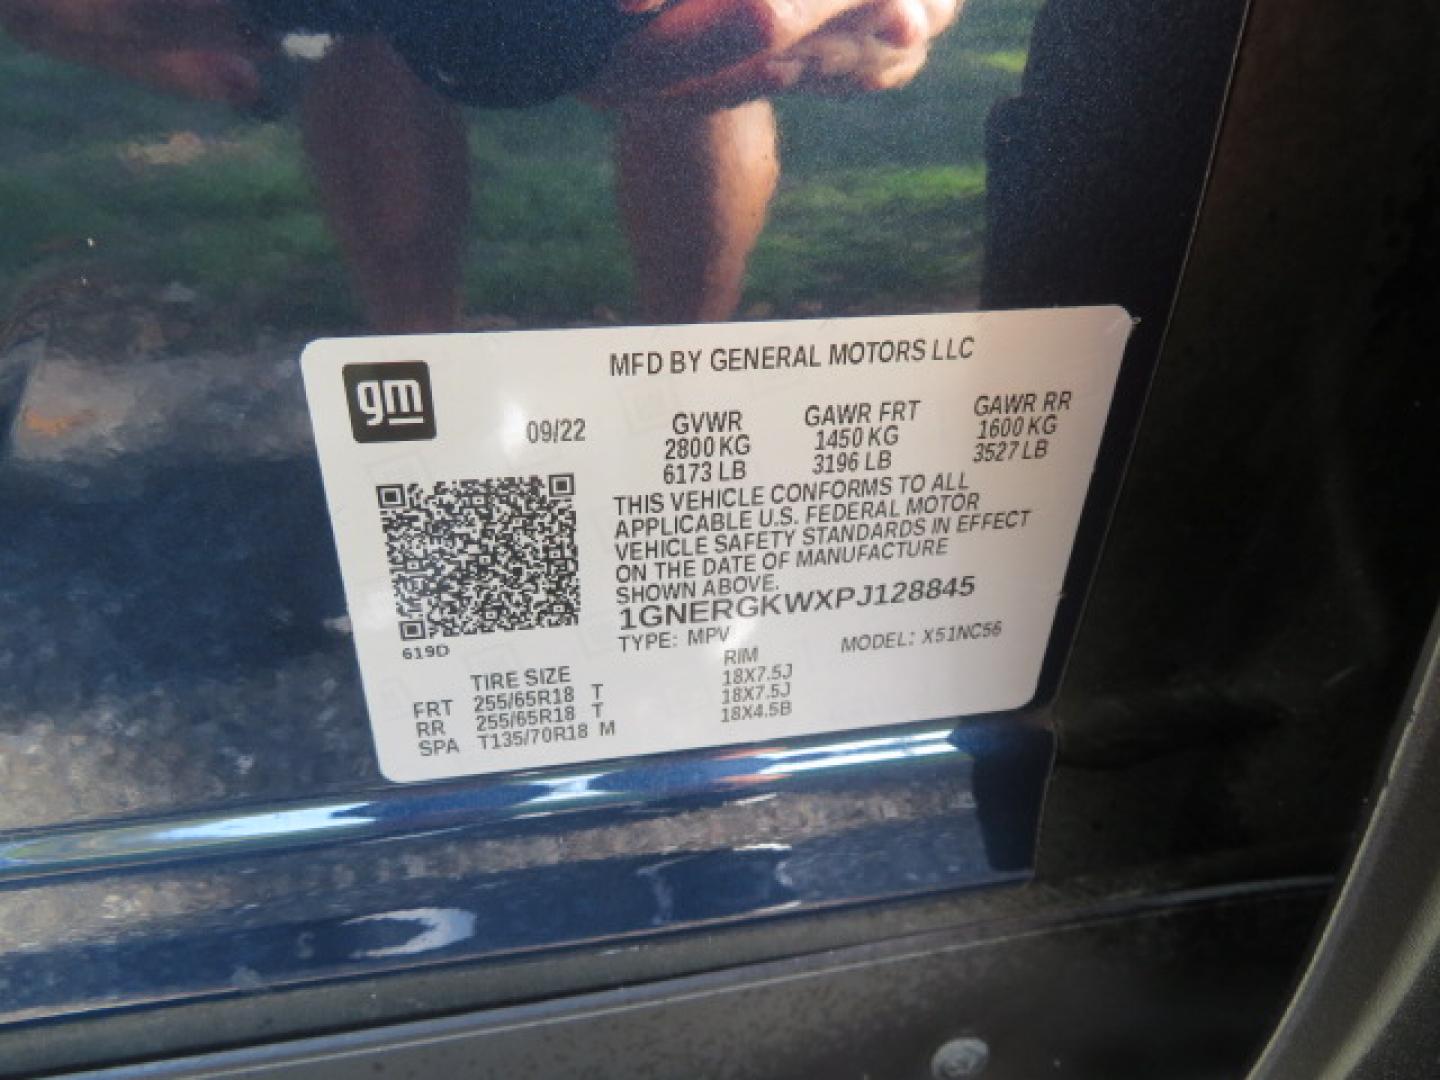 gm
MFD BY GENERAL MOTORS LLC
09/22
GVWR GAWR FRT GAWR RR
2800 KG 1450 KG 1600 KG
6173 LB 3196 LB 3527 LB
THIS VEHICLE CONFORMS TO ALL
APPLICABLE U.S. FEDERAL MOTOR
VEHICLE SAFETY STANDARDS IN EFFECT
ON THE DATE OF MANUFACTURE
SHOWN ABOVE.
1GNERGKWXPJ128845
TYPE: MPV MODEL: X51NC56
619D
TIRE SIZE RIM
FRT 255/65R18 T 18X7.5J
RR 255/65R18 T 18X7.5J
SPA T135/70R18 M 18X4.5B